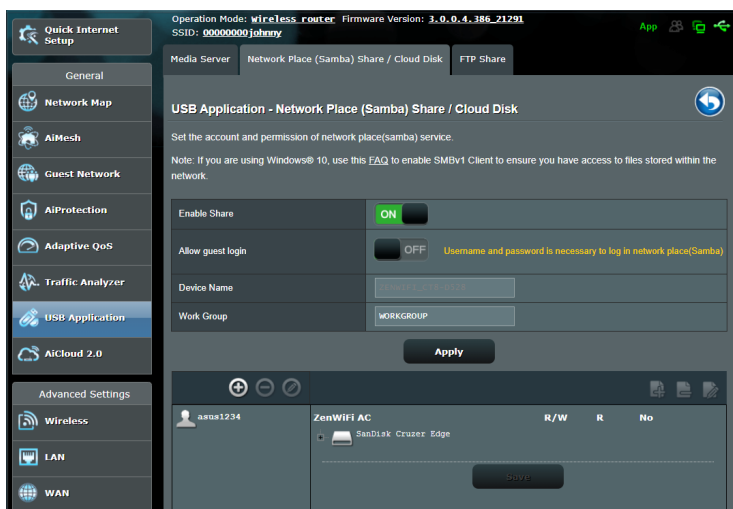 Quick Internet
Setup
Operation Mode: Wireless router Firmware Version: 3.0.0.4.386_21291
SSID: 00000000johnny
App
General
Network Map
AiMesh
Guest Network
AiProtection
Adaptive QoS
Traffic Analyzer
USB Application
AiCloud 2.0
Advanced Settings
Wireless
LAN
WAN
Media Server
Network Place (Samba) Share / Cloud Disk
FTP Share
USB Application - Network Place (Samba) Share / Cloud Disk
Set the account and permission of network place(samba) service.
Note: If you are using Windows® 10, use this FAQ to enable SMBv1 Client to ensure you have access to files stored within the
network.
Enable Share
ON
Allow guest login
OFF
Username and password is necessary to log in network place(Samba)
Device Name
Work Group
WORKGROUP
Apply
asus1234
ZenWiFi AC
R/W
R
No
SanDisk Cruzer Edge
Save